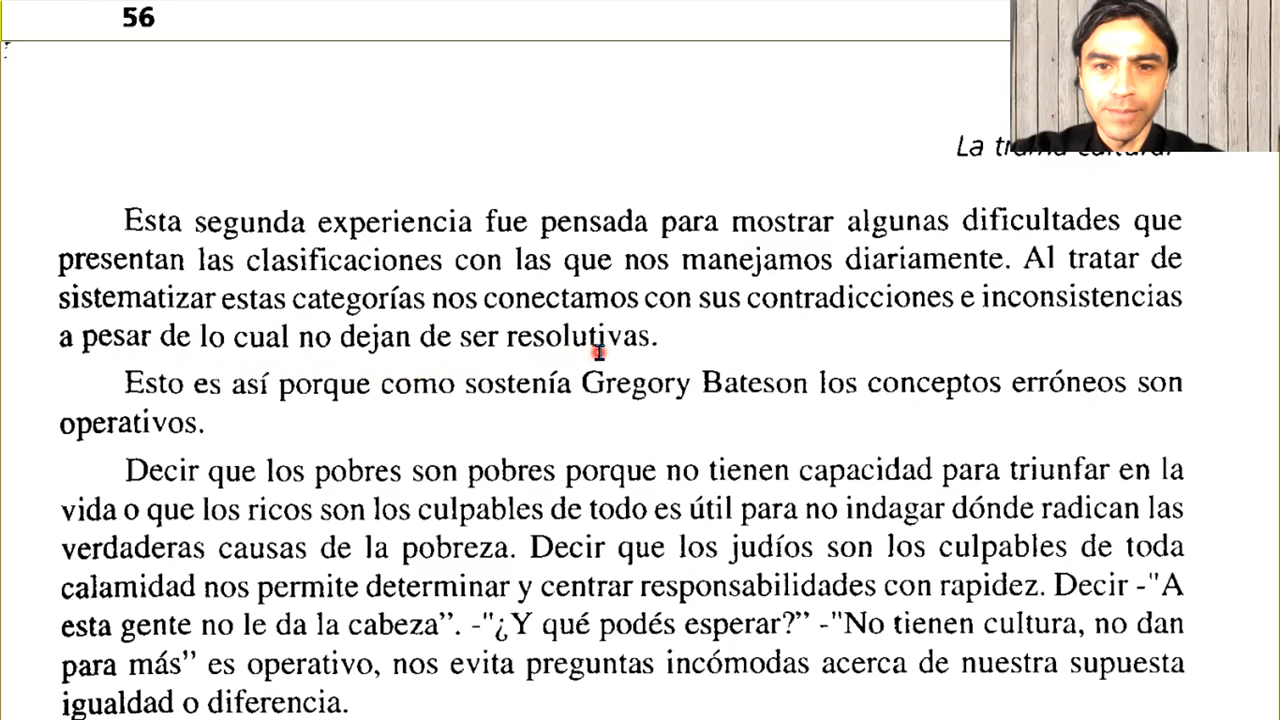 56
La trama cultural
Esta segunda experiencia fue pensada para mostrar algunas dificultades que
presentan las clasificaciones con las que nos manejamos diariamente. Al tratar de
sistematizar estas categorías nos conectamos con sus contradicciones e inconsistencias
a pesar de lo cual no dejan de ser resolutivas.
Esto es así porque como sostenía Gregory Bateson los conceptos erróneos son
operativos.
Decir que los pobres son pobres porque no tienen capacidad para triunfar en la
vida o que los ricos son los culpables de todo es útil para no indagar dónde radican las
verdaderas causas de la pobreza. Decir que los judíos son los culpables de toda
calamidad nos permite determinar y centrar responsabilidades con rapidez. Decir -"A
esta gente no le da la cabeza”. -"¿Y qué podés esperar?” -"No tienen cultura, no dan
para más” es operativo, nos evita preguntas incómodas acerca de nuestra supuesta
igualdad o diferencia.